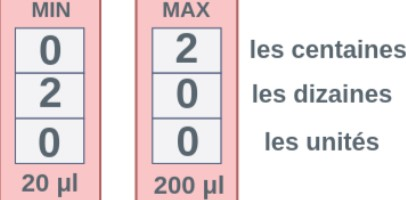 MIN MAX
0 2 les centaines
2 0 les dizaines
0 0 les unités
20 µl 200 µl